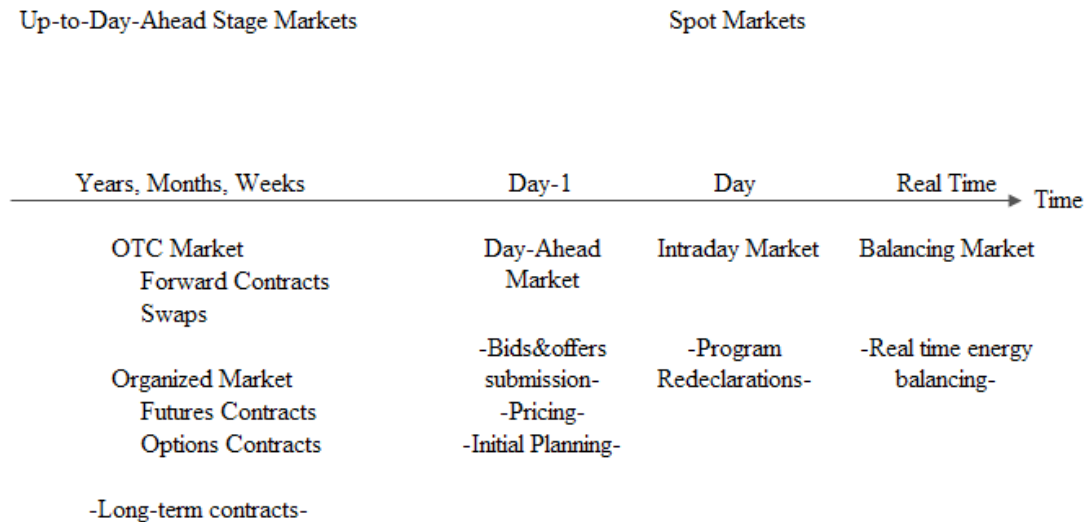 Up-to-Day-Ahead Stage Markets
Spot Markets
Years, Months, Weeks
Day-1
Day
Real Time
Time
OTC Market
Forward Contracts
Swaps
Organized Market
Futures Contracts
Options Contracts
-Long-term contracts-
Day-Ahead
Market
-Bids&offers
submission-
-Pricing-
-Initial Planning-
Intraday Market
-Program
Redeclarations-
Balancing Market
-Real time energy
balancing-